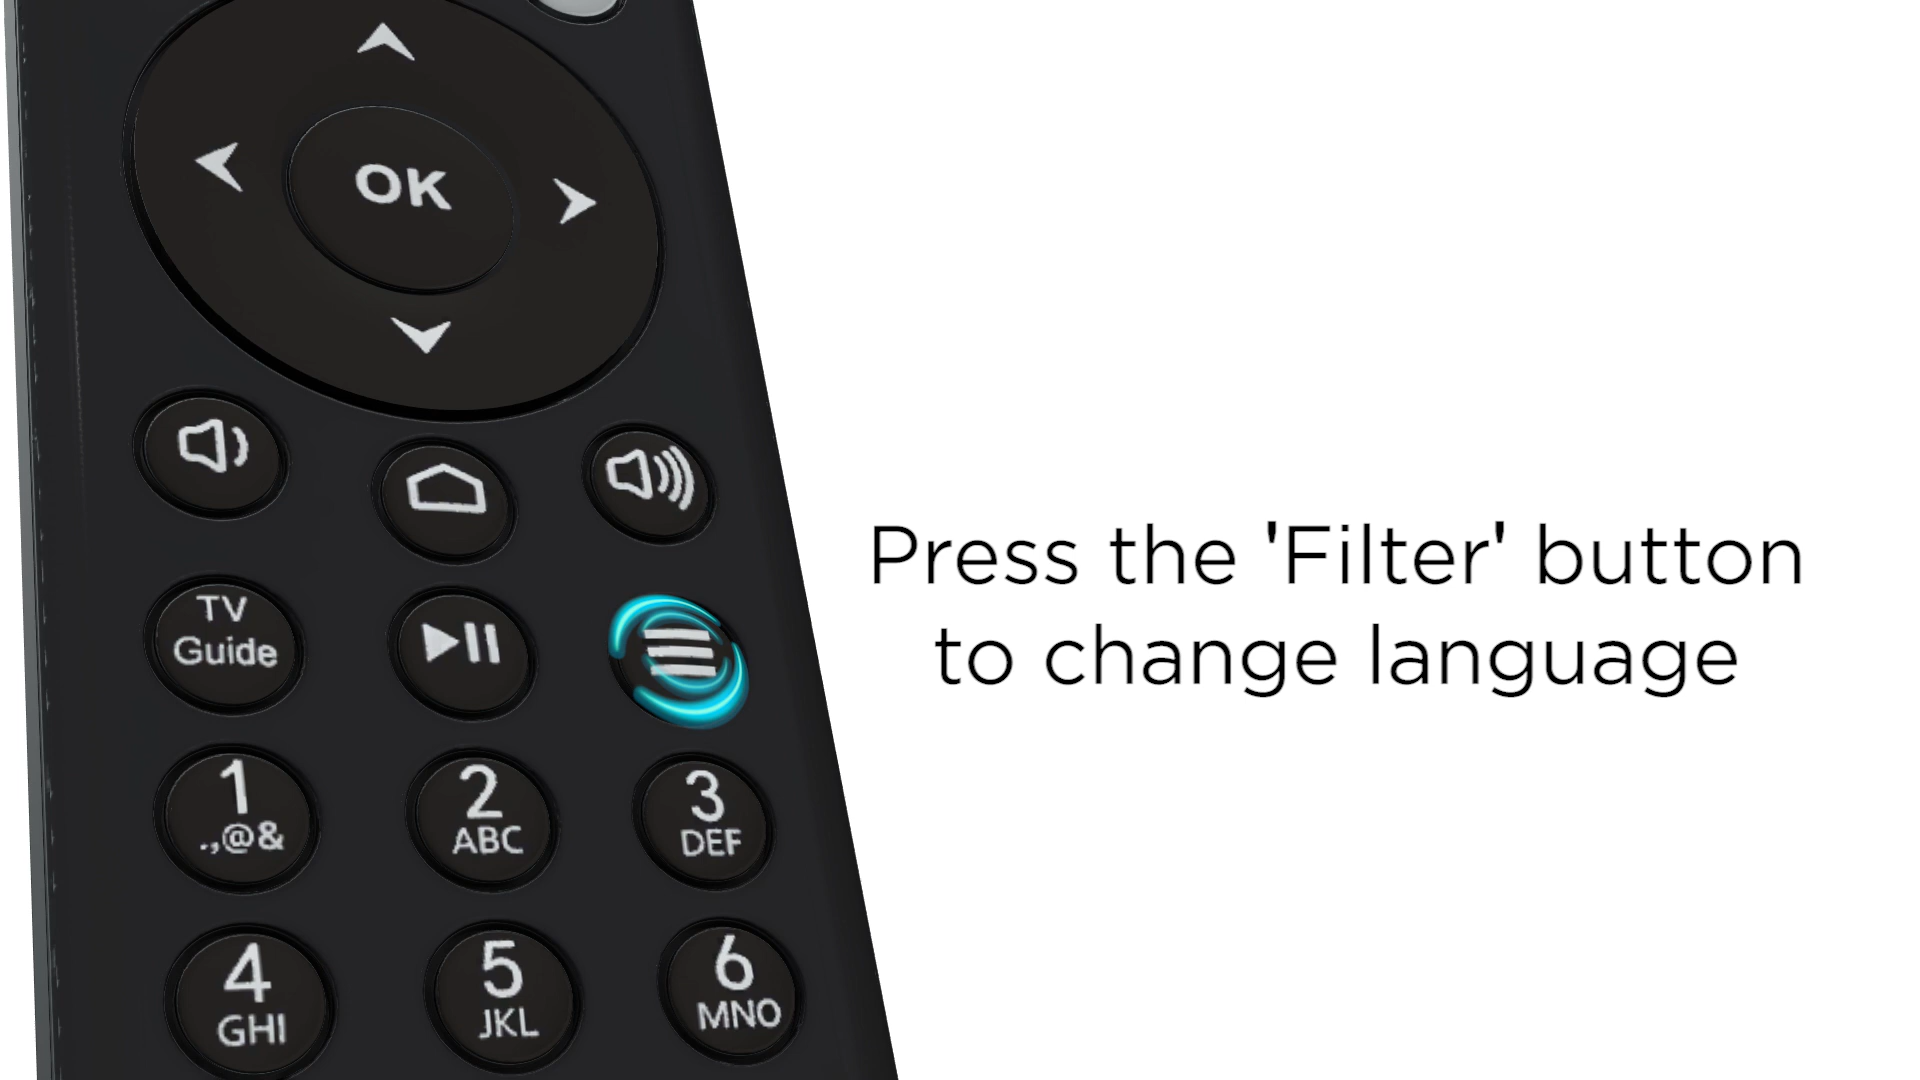 OK
TV
Guide
1
.,@&
2
ABC
3
DEF
4
GHI
5
JKL
6
MNO
Press the 'Filter' button
to change language